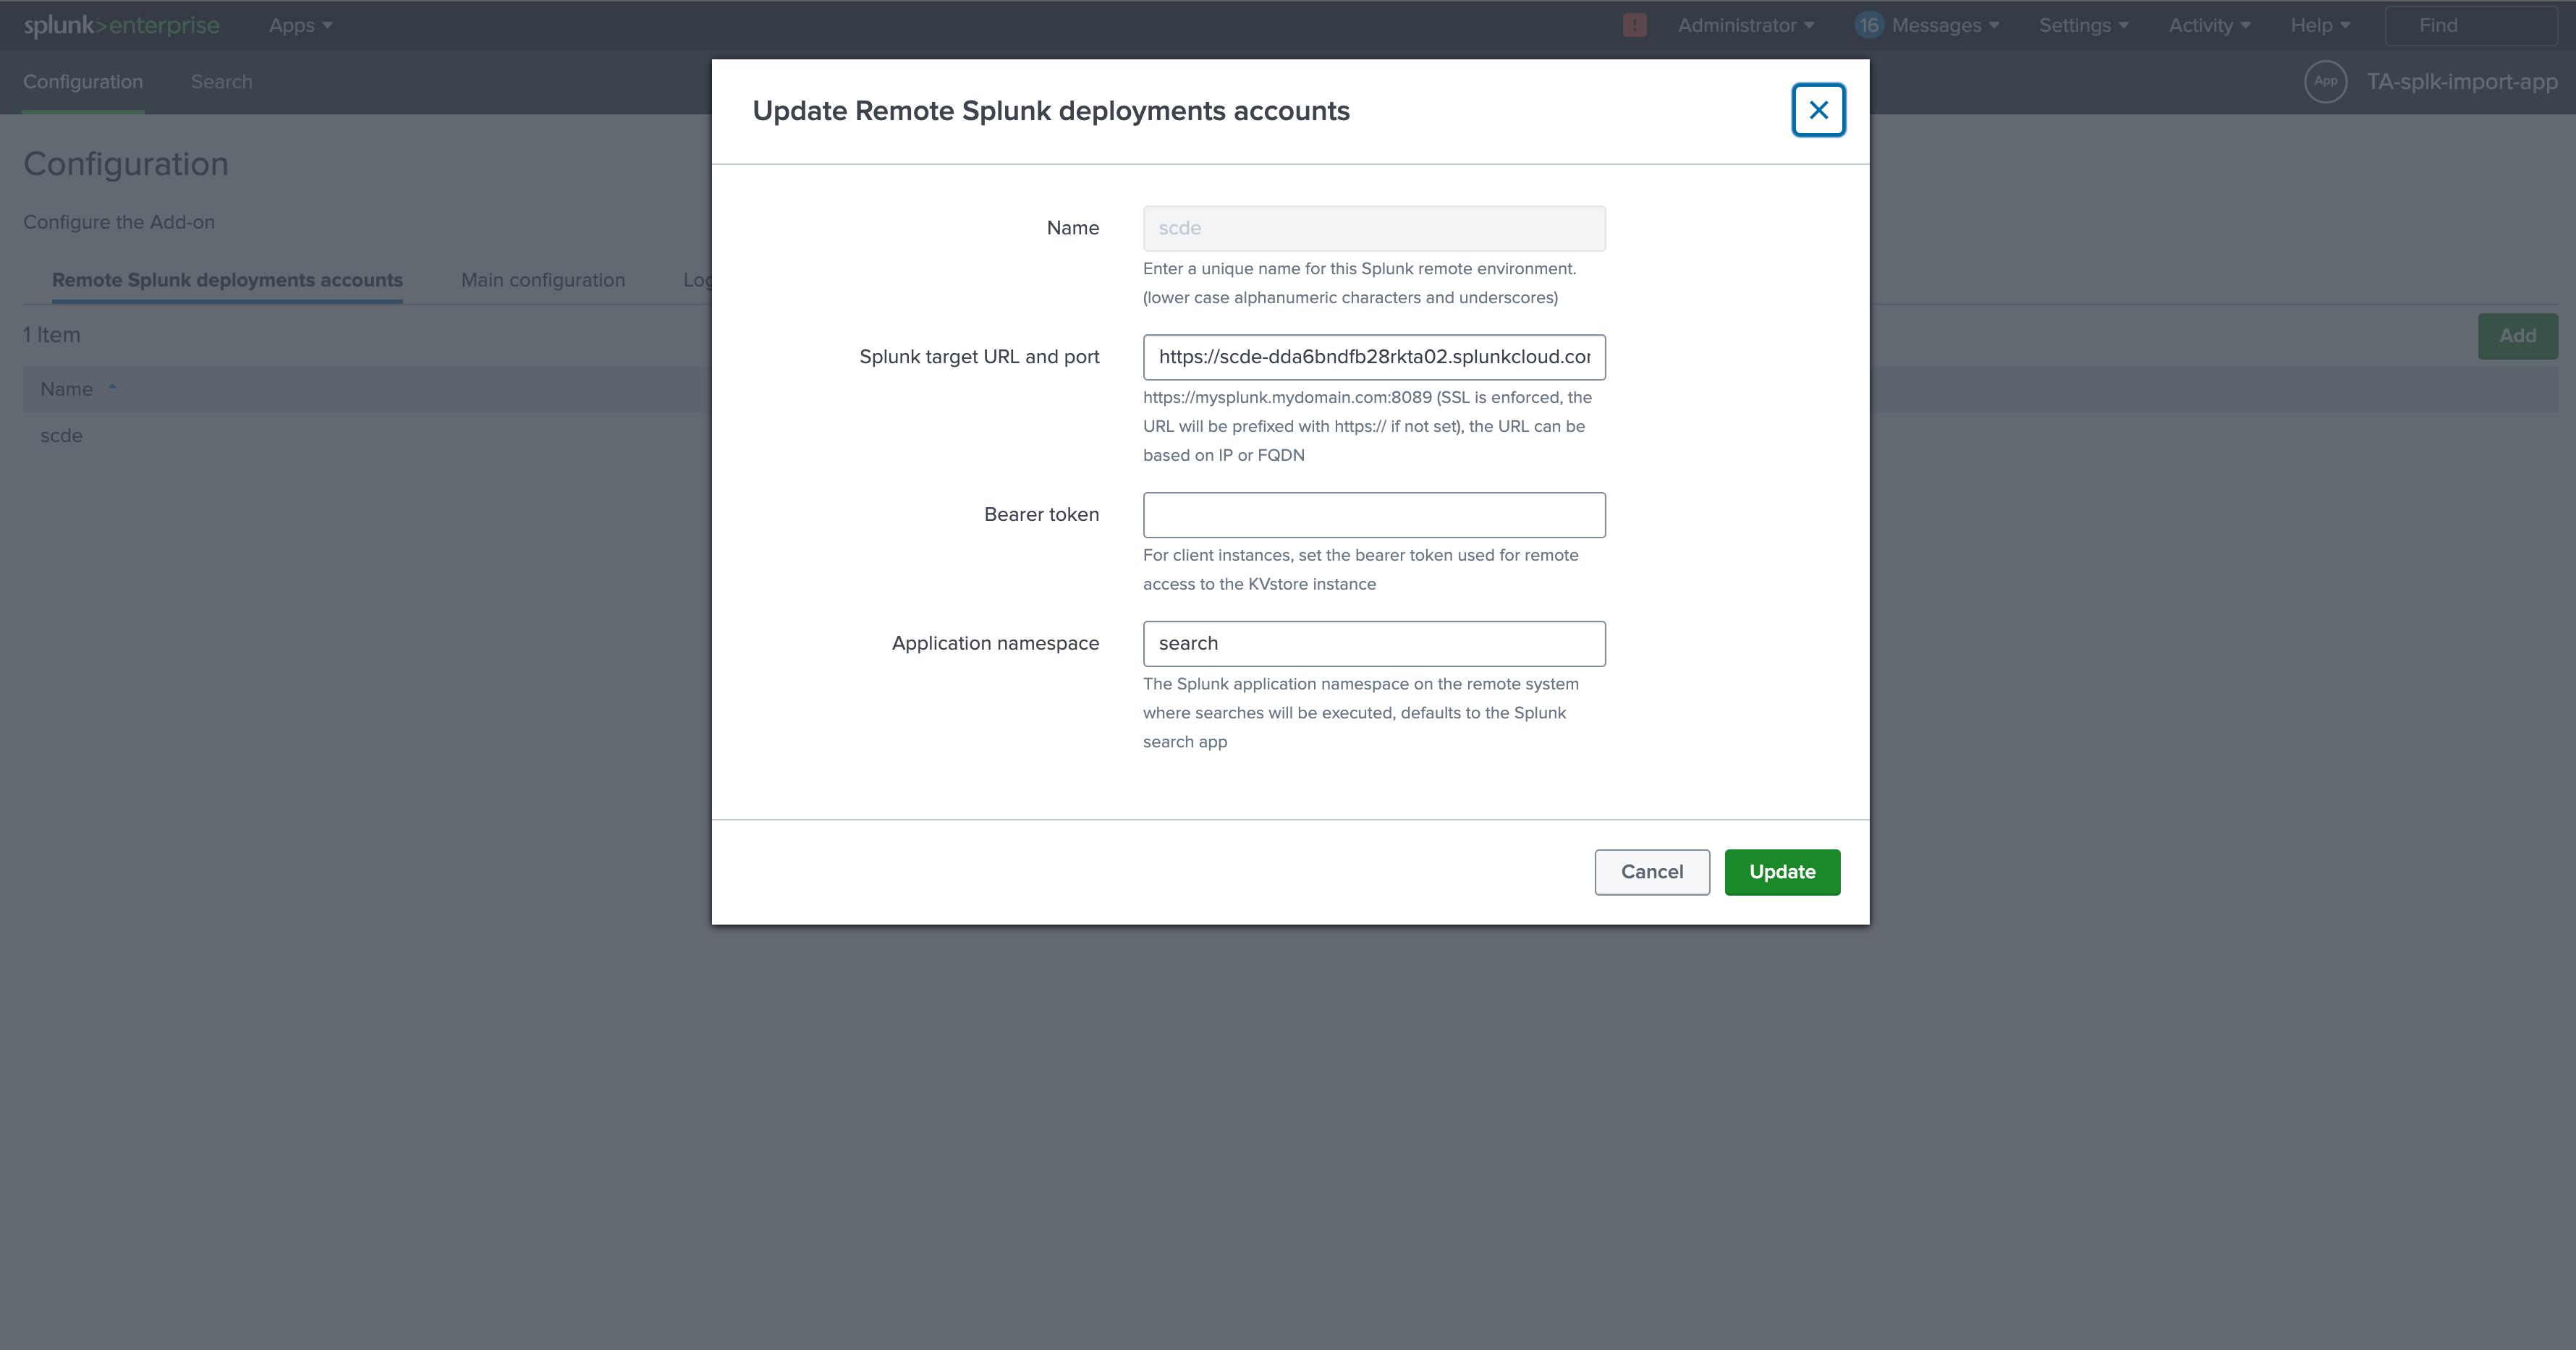 splunk>enterprise Apps ! Administrator 16 Messages Settings Activity Help Find
Configuration Search App TA-splk-import-app
Update Remote Splunk deployments accounts
Configuration
Configure the Add-on
Remote Splunk deployments accounts Main configuration Log
1 Item Add
Name
scde
Name scde
Enter a unique name for this Splunk remote environment.
(lower case alphanumeric characters and underscores)
Splunk target URL and port https://scde-dda6bndfb28rkta02.splunkcloud.cor
https://mysplunk.mydomain.com:8089 (SSL is enforced, the
URL will be prefixed with https:// if not set), the URL can be
based on IP or FQDN
Bearer token
For client instances, set the bearer token used for remote
access to the KVstore instance
Application namespace search
The Splunk application namespace on the remote system
where searches will be executed, defaults to the Splunk
search app
Cancel Update